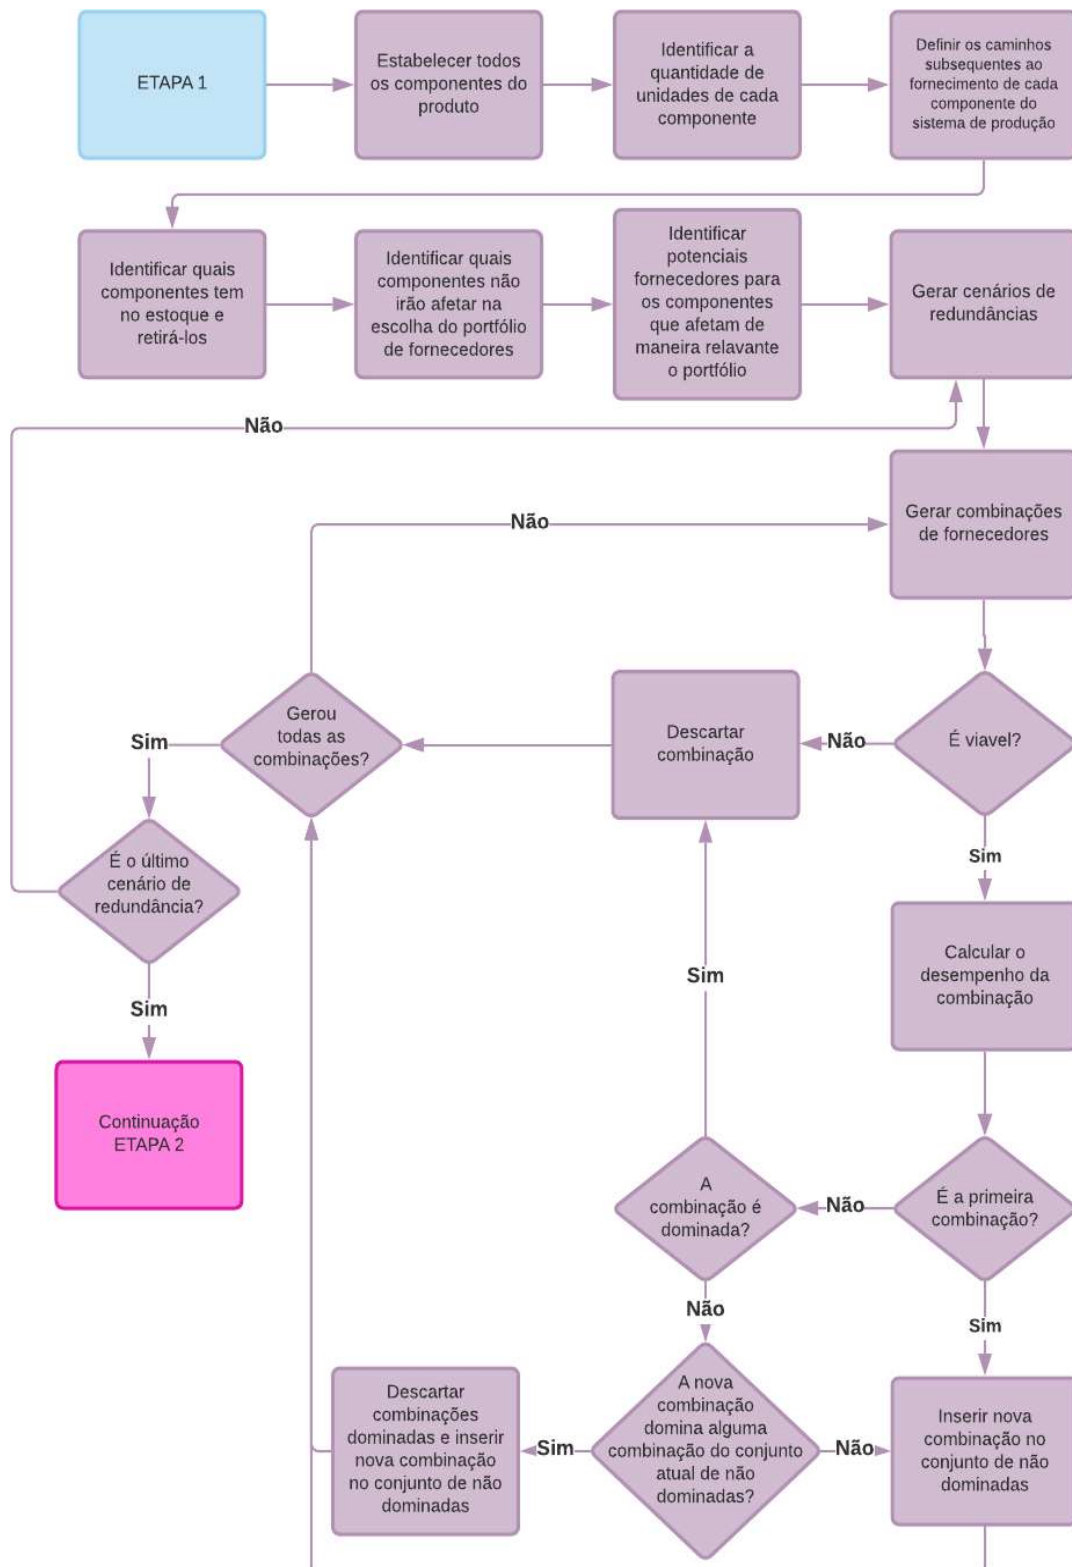 ETAPA 1
Estabelecer todos
os componentes do
produto
Identificar a
quantidade de
unidades de cada
componente
Definir os caminhos
subsequentes ao
fornecimento de cada
componente do
sistema de produção
Identificar quais
componentes tem
no estoque e
retirá-los
Identificar quais
componentes não
irão afetar na
escolha do portfólio
de fornecedores
Identificar
potenciais
fornecedores para
os componentes
que afetam de
maneira relavante
o portfólio
Gerar cenários de
redundâncias
Não
Gerar combinações
de fornecedores
Não
É viavel?
Não
Descartar
combinação
Gerou
todas as
combinações?
Sim
É o último
cenário de
redundância?
Sim
Continuação
ETAPA 2
Sim
Calcular o
desempenho da
combinação
É a primeira
combinação?
Não
A
combinação é
dominada?
Sim
Não
Sim
A nova
combinação
domina alguma
combinação do conjunto
atual de não
dominadas?
Sim
Descartar
combinações
dominadas e inserir
nova combinação
no conjunto de não
dominadas
Não
Inserir nova
combinação no
conjunto de não
dominadas